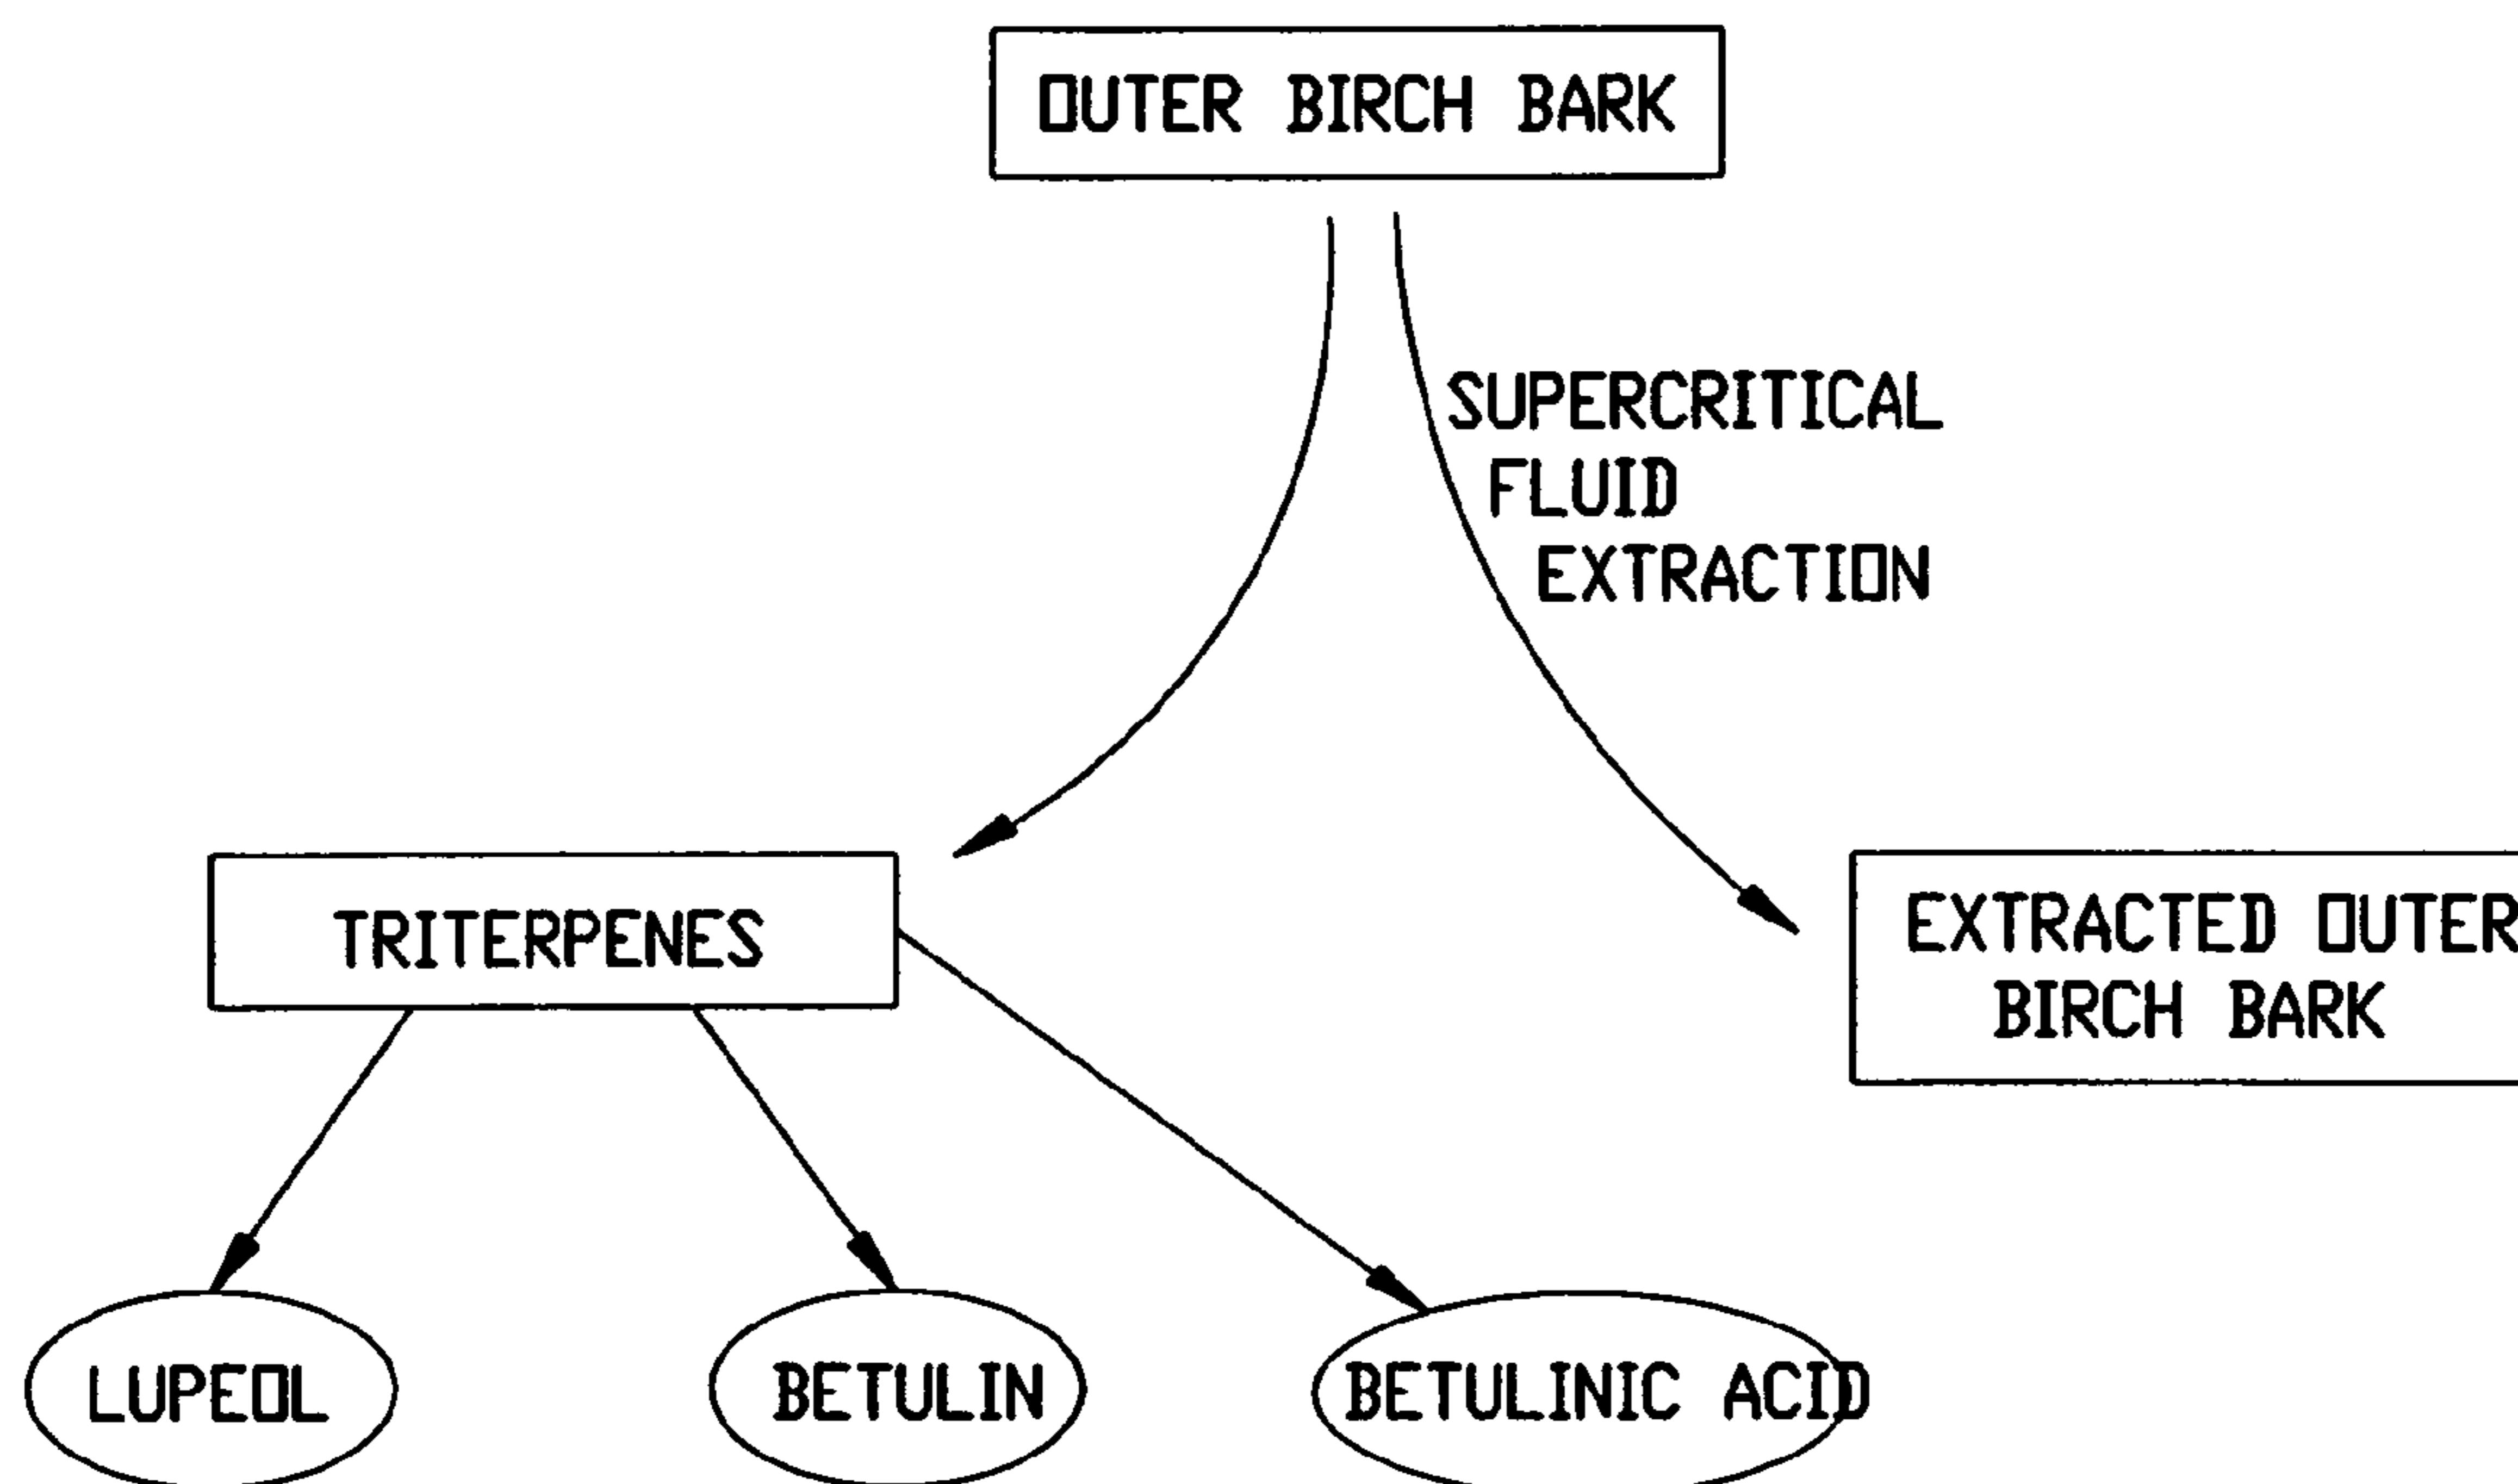 OUTER BIRCH BARK
SUPERCRITICAL
FLUID
EXTRACTION
TRITERPENES
EXTRACTED OUTER
BIRCH BARK
LUPEOL
BETULIN
BETULINIC ACID